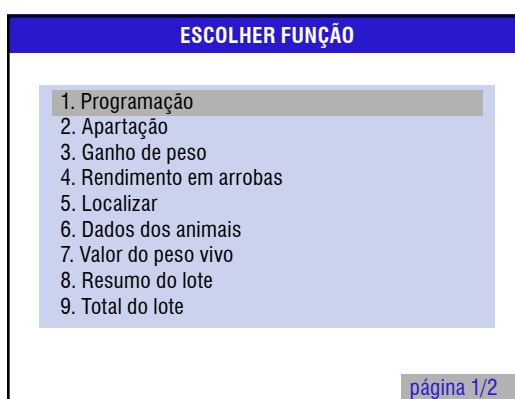 ESCOLHER FUNÇÃO
1. Programação
2. Apartação
3. Ganho de peso
4. Rendimento em arrobas
5. Localizar
6. Dados dos animais
7. Valor do peso vivo
8. Resumo do lote
9. Total do lote
página 1/2